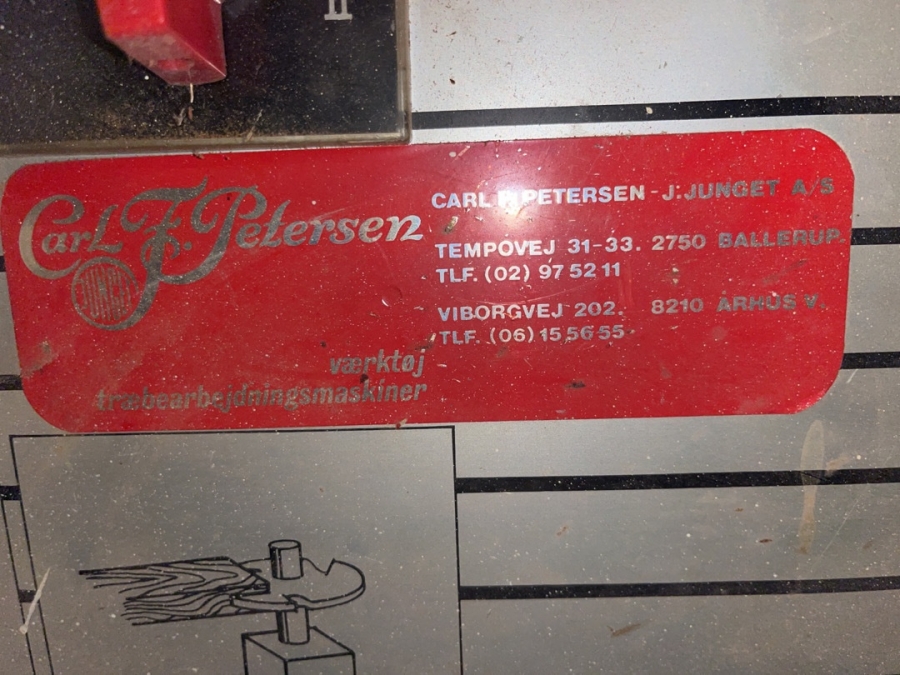 II
Carl F. Petersen
JUNGET
CARL F. PETERSEN - J. JUNGET A/S
TEMPOVEJ 31-33. 2750 BALLERUP.
TLF. (02) 97 52 11
VIBORGVEJ 202. 8210 ÅRHUS V.
TLF. (06) 15 56 55
værktøj
træbearbejdningsmaskiner